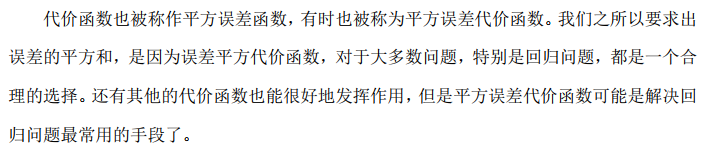 代价函数也被称作平方误差函数，有时也被称为平方误差代价函数。我们之所以要求出
误差的平方和，是因为误差平方代价函数，对于大多数问题，特别是回归问题，都是一个合
理的选择。还有其他的代价函数也能很好地发挥作用，但是平方误差代价函数可能是解决回
归问题最常用的手段了。